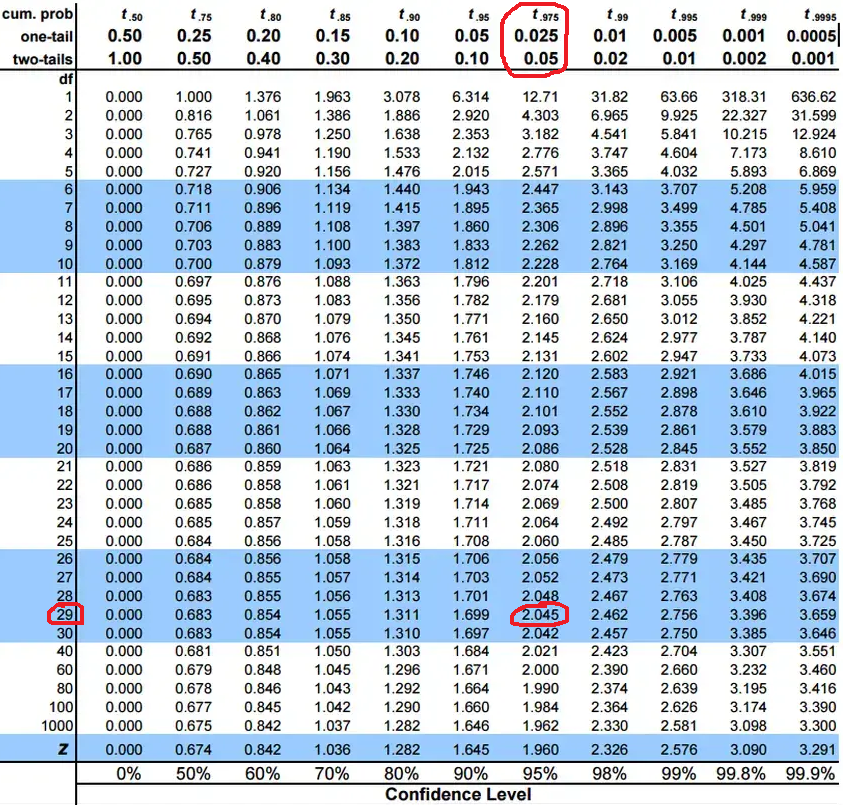 cum. prob t .50 t .75 t .80 t .85 t .90 t .95 t .975 t .99 t .995 t .999 t .9995
one-tail 0.50 0.25 0.20 0.15 0.10 0.05 0.025 0.01 0.005 0.001 0.0005
two-tails 1.00 0.50 0.40 0.30 0.20 0.10 0.05 0.02 0.01 0.002 0.001
df
1 0.000 1.000 1.376 1.963 3.078 6.314 12.71 31.82 63.66 318.31 636.62
2 0.000 0.816 1.061 1.386 1.886 2.920 4.303 6.965 9.925 22.327 31.599
3 0.000 0.765 0.978 1.250 1.638 2.353 3.182 4.541 5.841 10.215 12.924
4 0.000 0.741 0.941 1.190 1.533 2.132 2.776 3.747 4.604 7.173 8.610
5 0.000 0.727 0.920 1.156 1.476 2.015 2.571 3.365 4.032 5.893 6.869
6 0.000 0.718 0.906 1.134 1.440 1.943 2.447 3.143 3.707 5.208 5.959
7 0.000 0.711 0.896 1.119 1.415 1.895 2.365 2.998 3.499 4.785 5.408
8 0.000 0.706 0.889 1.108 1.397 1.860 2.306 2.896 3.355 4.501 5.041
9 0.000 0.703 0.883 1.100 1.383 1.833 2.262 2.821 3.250 4.297 4.781
10 0.000 0.700 0.879 1.093 1.372 1.812 2.228 2.764 3.169 4.144 4.587
11 0.000 0.697 0.876 1.088 1.363 1.796 2.201 2.718 3.106 4.025 4.437
12 0.000 0.695 0.873 1.083 1.356 1.782 2.179 2.681 3.055 3.930 4.318
13 0.000 0.694 0.870 1.079 1.350 1.771 2.160 2.650 3.012 3.852 4.221
14 0.000 0.692 0.868 1.076 1.345 1.761 2.145 2.624 2.977 3.787 4.140
15 0.000 0.691 0.866 1.074 1.341 1.753 2.131 2.602 2.947 3.733 4.073
16 0.000 0.690 0.865 1.071 1.337 1.746 2.120 2.583 2.921 3.686 4.015
17 0.000 0.689 0.863 1.069 1.333 1.740 2.110 2.567 2.898 3.646 3.965
18 0.000 0.688 0.862 1.067 1.330 1.734 2.101 2.552 2.878 3.610 3.922
19 0.000 0.688 0.861 1.066 1.328 1.729 2.093 2.539 2.861 3.579 3.883
20 0.000 0.687 0.860 1.064 1.325 1.725 2.086 2.528 2.845 3.552 3.850
21 0.000 0.686 0.859 1.063 1.323 1.721 2.080 2.518 2.831 3.527 3.819
22 0.000 0.686 0.858 1.061 1.321 1.717 2.074 2.508 2.819 3.505 3.792
23 0.000 0.685 0.858 1.060 1.319 1.714 2.069 2.500 2.807 3.485 3.768
24 0.000 0.685 0.857 1.059 1.318 1.711 2.064 2.492 2.797 3.467 3.745
25 0.000 0.684 0.856 1.058 1.316 1.708 2.060 2.485 2.787 3.450 3.725
26 0.000 0.684 0.856 1.058 1.315 1.706 2.056 2.479 2.779 3.435 3.707
27 0.000 0.684 0.855 1.057 1.314 1.703 2.052 2.473 2.771 3.421 3.690
28 0.000 0.683 0.855 1.056 1.313 1.701 2.048 2.467 2.763 3.408 3.674
29 0.000 0.683 0.854 1.055 1.311 1.699 2.045 2.462 2.756 3.396 3.659
30 0.000 0.683 0.854 1.055 1.310 1.697 2.042 2.457 2.750 3.385 3.646
40 0.000 0.681 0.851 1.050 1.303 1.684 2.021 2.423 2.704 3.307 3.551
60 0.000 0.679 0.848 1.045 1.296 1.671 2.000 2.390 2.660 3.232 3.460
80 0.000 0.678 0.846 1.043 1.292 1.664 1.990 2.374 2.639 3.195 3.416
100 0.000 0.677 0.845 1.042 1.290 1.660 1.984 2.364 2.626 3.174 3.390
1000 0.000 0.675 0.842 1.037 1.282 1.646 1.962 2.330 2.581 3.098 3.300
z 0.000 0.674 0.842 1.036 1.282 1.645 1.960 2.326 2.576 3.090 3.291
0% 50% 60% 70% 80% 90% 95% 98% 99% 99.8% 99.9%
Confidence Level